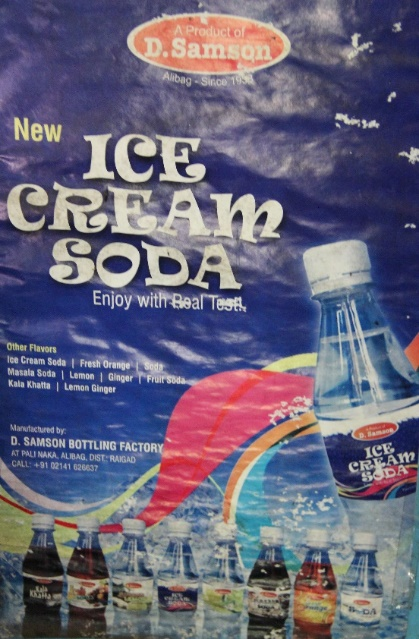 A Product of
D. Samson
Alibag - Since 193
New
ICE
CREAM
SODA
Enjoy with Real Test!
Other Flavors
Ice Cream Soda | Fresh Orange | Soda
Masala Soda | Lemon | Ginger | Fruit Soda
Kala Khatta | Lemon Ginger
Manufactured by:
D. SAMSON BOTTLING FACTORY
AT PALI NAKA, ALIBAG, DIST.: RAIGAD
CALL: +91 02141 626637
D. Samson
ICE
CREAM
SODA
Kala
Khatta
SODA